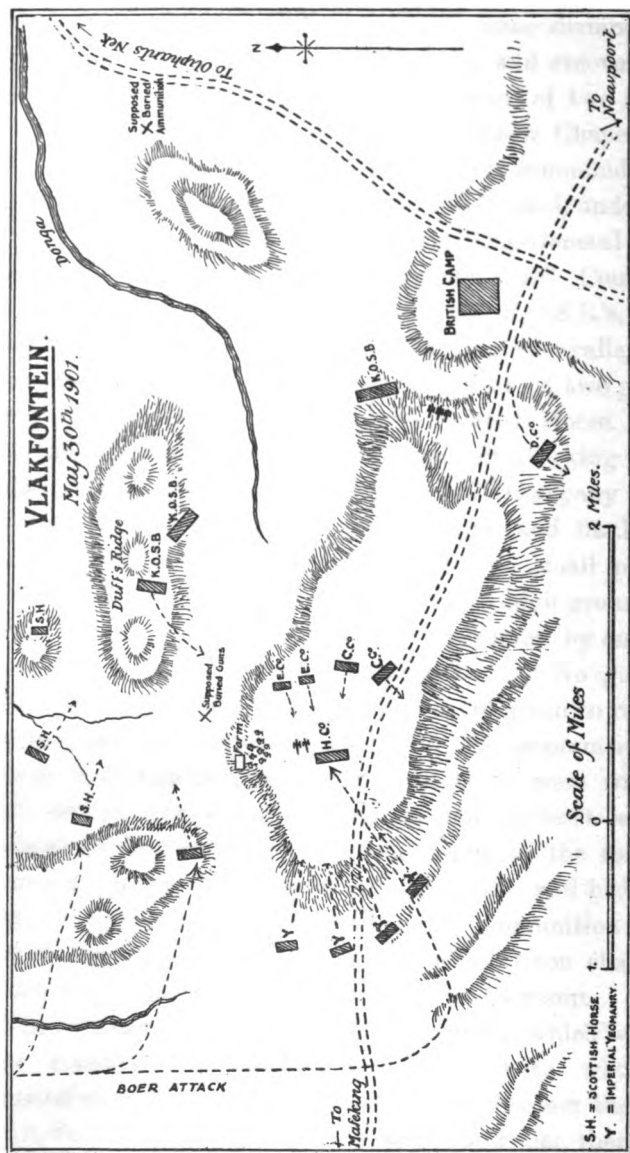 VLAKFONTEIN.
May 30th 1901.
N
To Oliphants Nek
Supposed
Buried
Ammunition
Donga
S.H
S.H.
S.H.
Duff's Ridge
K.O.S.B
K.O.S.B.
Supposed
Buried Guns
Farm
K.O.S.B.
BRITISH CAMP
To
Naauwpoort
E.Co
E.Co
C.Co
C.Co
H.Co
D.Co
Y
Y
Y
Y
BOER ATTACK
To
Mafeking
Scale of Miles
1
0
2 Miles.
S.H. = SCOTTISH HORSE.
Y. = IMPERIAL YEOMANRY.